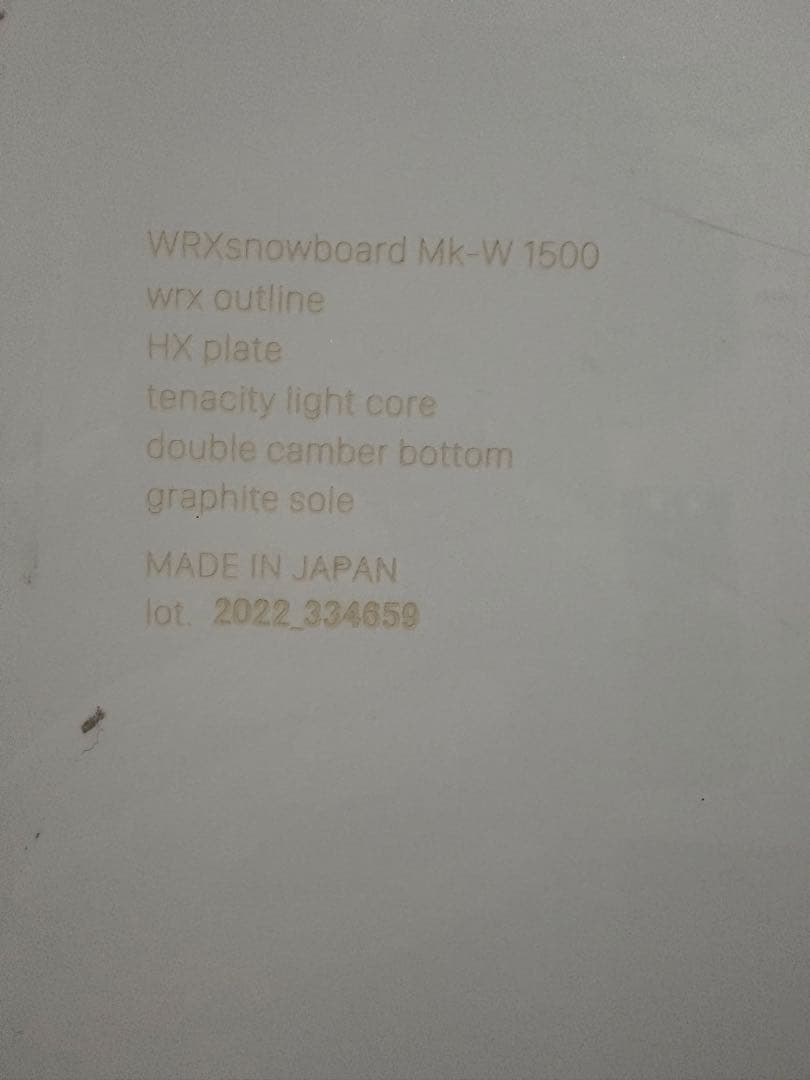 WRXsnowboard Mk-W 1500
wrx outline
HX plate
tenacity light core
double camber bottom
graphite sole
MADE IN JAPAN
lot. 2022_334659